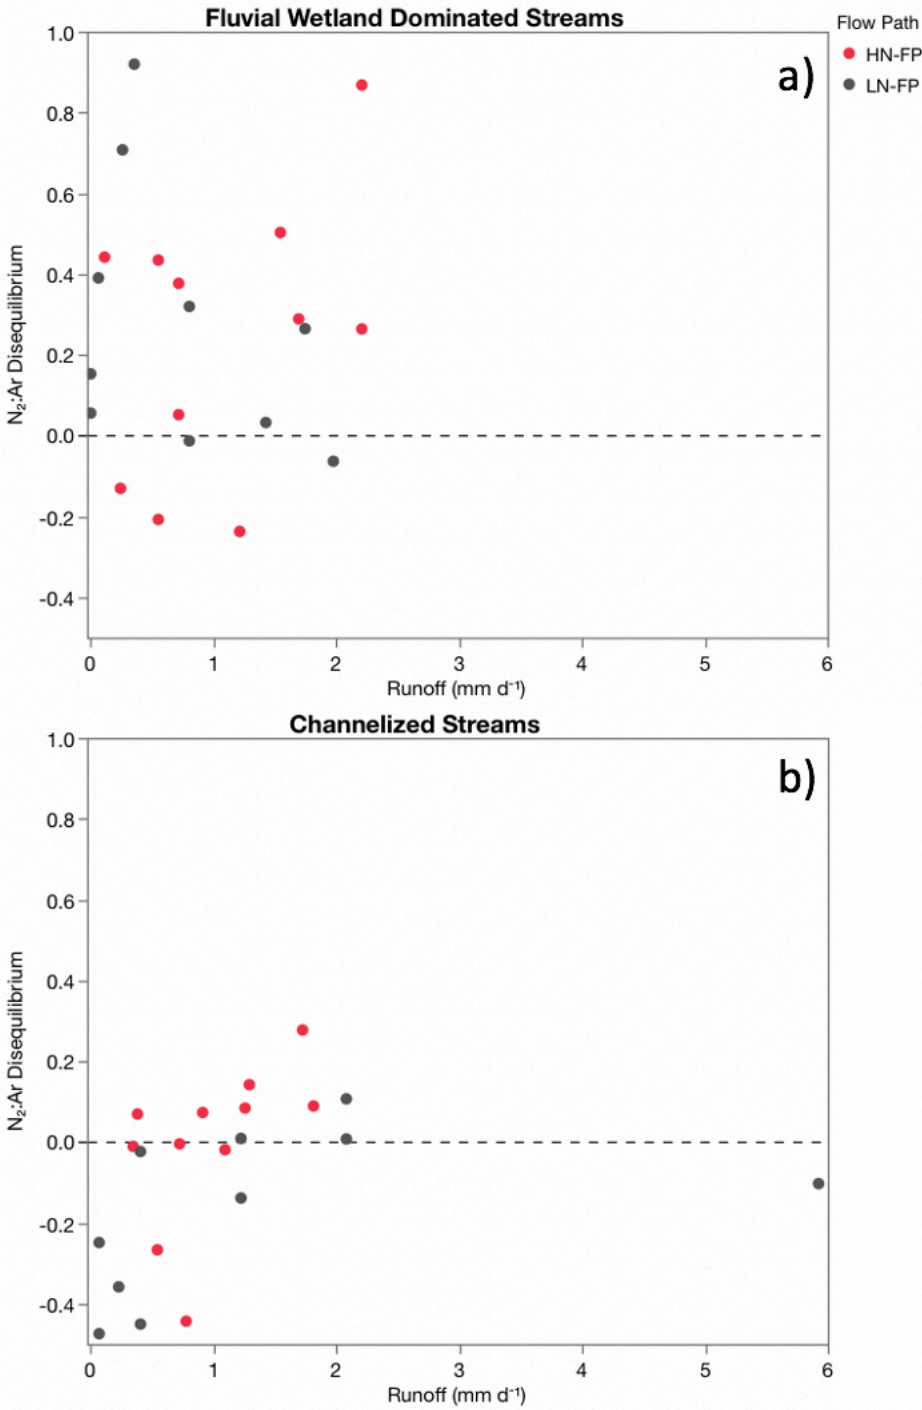 Fluvial Wetland Dominated Streams
Flow Path
HN-FP
LN-FP
a)
1.0
0.8
0.6
0.4
0.2
0.0
-0.2
-0.4
N₂:Ar Disequilibrium
0 1 2 3 4 5 6
Runoff (mm d⁻¹)
Channelized Streams
b)
1.0
0.8
0.6
0.4
0.2
0.0
-0.2
-0.4
N₂:Ar Disequilibrium
0 1 2 3 4 5 6
Runoff (mm d⁻¹)